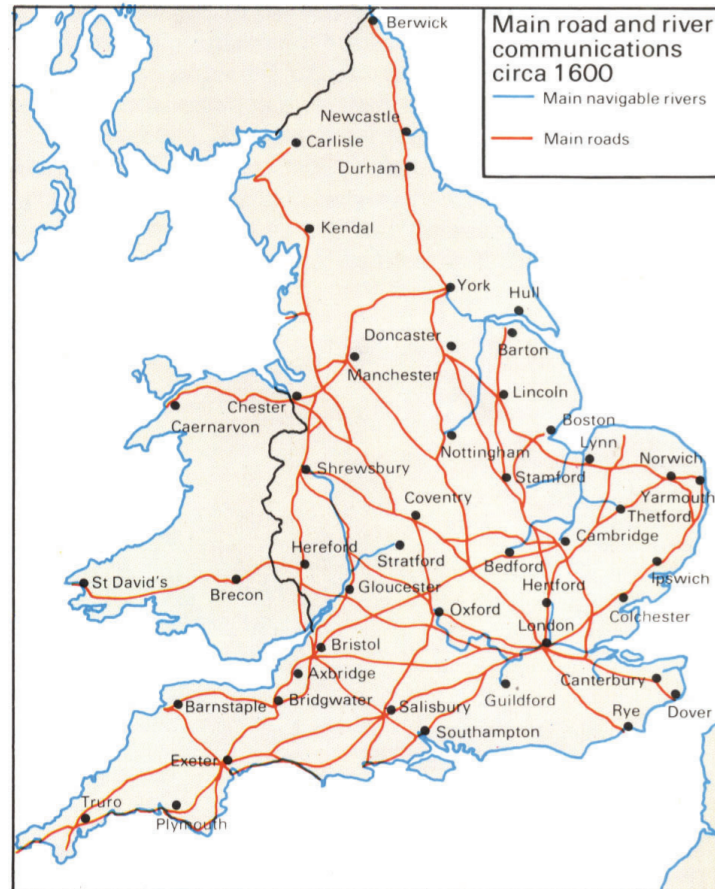 Main road and river
communications
circa 1600
Main navigable rivers
Main roads
Berwick
Newcastle
Carlisle
Durham
Kendal
York
Hull
Doncaster
Barton
Manchester
Lincoln
Chester
Boston
Caernarvon
Lynn
Nottingham
Norwich
Shrewsbury
Stamford
Yarmouth
Coventry
Thetford
Cambridge
Hereford
Stratford
Bedford
St David's
Ipswich
Brecon
Gloucester
Hertford
Colchester
Oxford
London
Bristol
Axbridge
Canterbury
Barnstaple
Bridgwater
Salisbury
Guildford
Dover
Rye
Southampton
Exeter
Truro
Plymouth